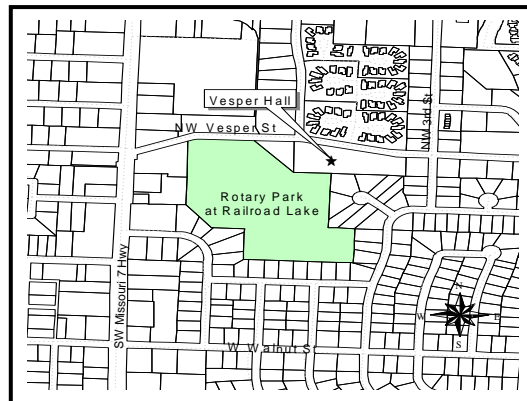 Vesper Hall
NW Vesper St
NW 3rd St
Rotary Park
at Railroad Lake
SW Missouri 7 Hwy
W Walnut St
N
W
E
S